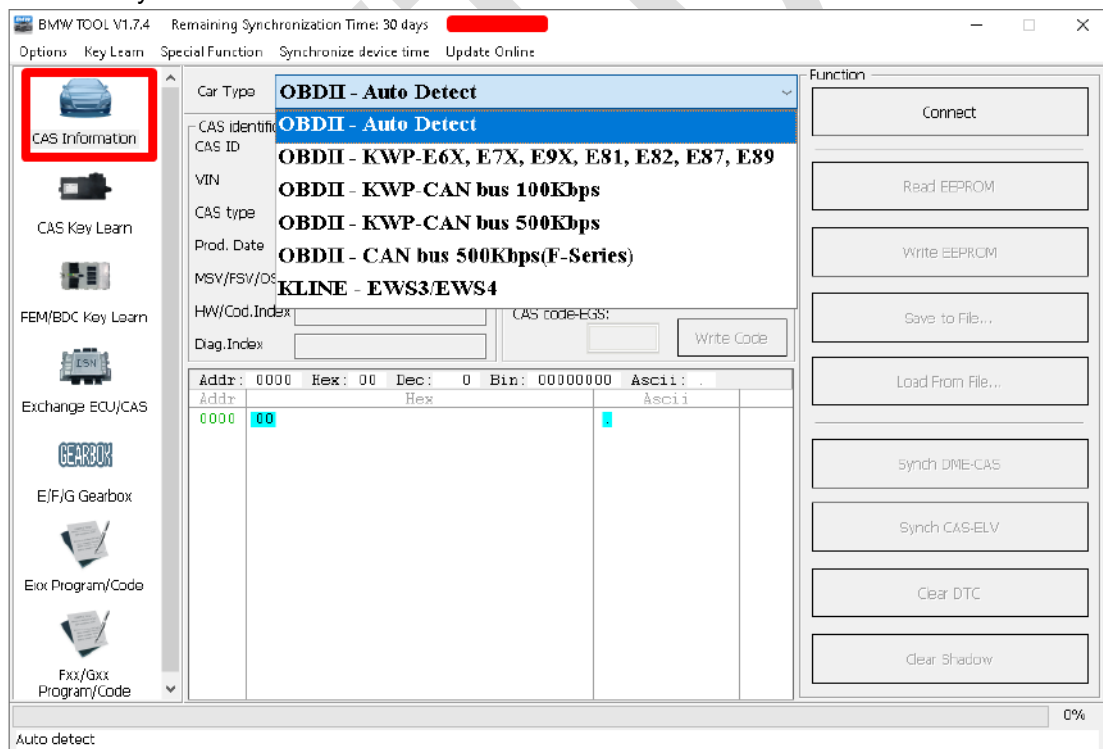 BMW TOOL V1.7.4 Remaining Synchronization Time: 30 days
Options Key Learn Special Function Synchronize device time Update Online
CAS Information
CAS Key Learn
FEM/BDC Key Learn
ISN
Exchange ECU/CAS
GEARBOX
E/F/G Gearbox
Exx Program/Code
Fxx/Gxx
Program/Code
Car Type OBDII - Auto Detect
OBDII - Auto Detect
OBDII - KWP-E6X, E7X, E9X, E81, E82, E87, E89
OBDII - KWP-CAN bus 100Kbps
OBDII - KWP-CAN bus 500Kbps
OBDII - CAN bus 500Kbps(F-Series)
KLINE - EWS3/EWS4
CAS identific
CAS ID
VIN
CAS type
Prod. Date
MSV/FSV/DS
HW/Cod.Index
Diag.Index
CAS code-EGS:
Write Code
Addr: 0000 Hex: 00 Dec: 0 Bin: 00000000 Ascii: .
Addr Hex Ascii
0000 00 .
Function
Connect
Read EEPROM
Write EEPROM
Save to File...
Load From File...
Synch DME-CAS
Synch CAS-ELV
Clear DTC
Clear Shadow
0%
Auto detect